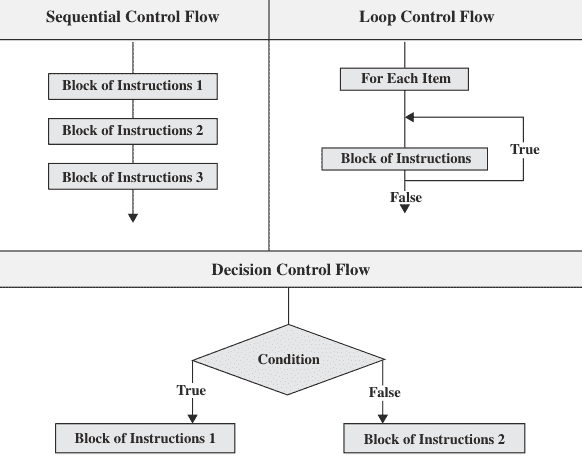 Sequential Control Flow
Block of Instructions 1
Block of Instructions 2
Block of Instructions 3
Loop Control Flow
For Each Item
Block of Instructions
True
False
Decision Control Flow
Condition
True
False
Block of Instructions 1
Block of Instructions 2